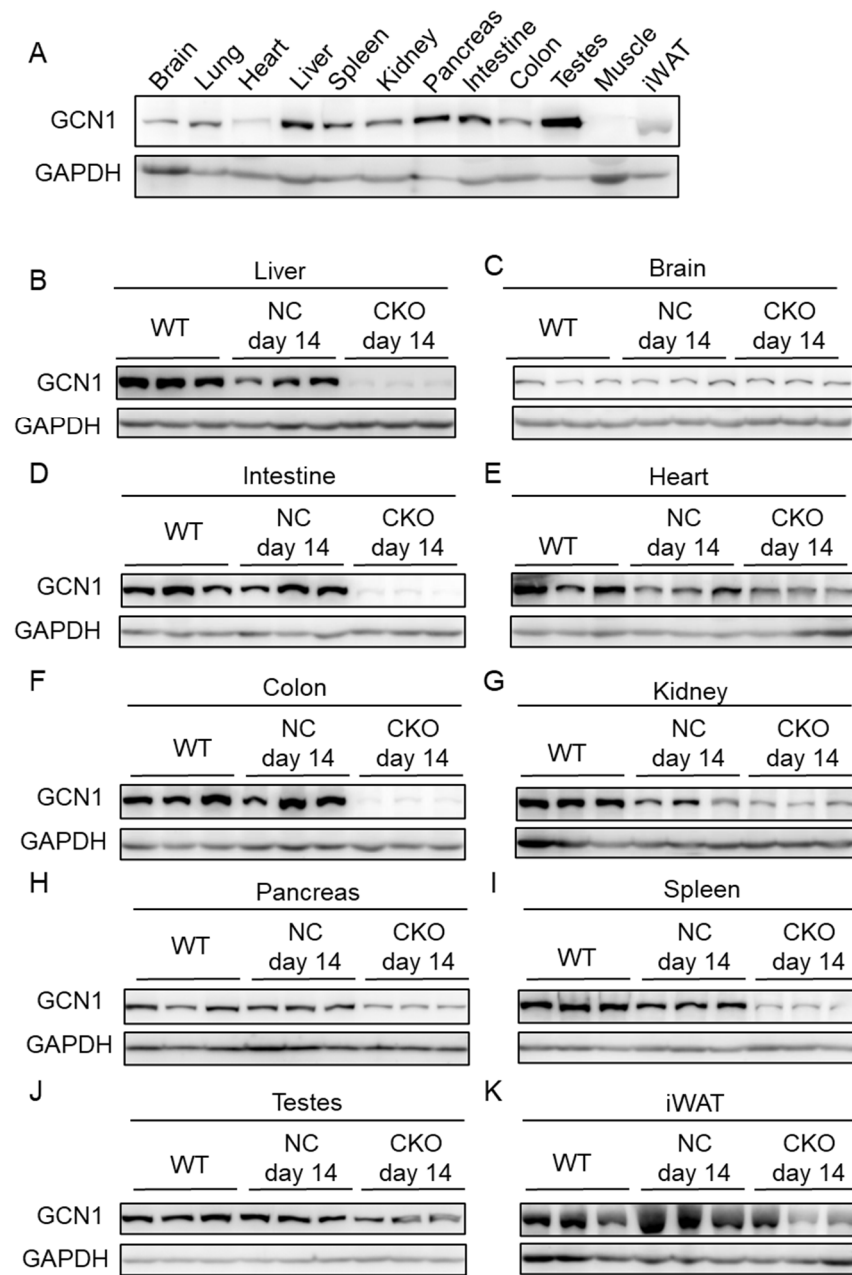 A
Brain Lung Heart Liver Spleen Kidney Pancreas Intestine Colon Testes Muscle iWAT
GCN1
GAPDH
B Liver
WT NC day 14 CKO day 14
GCN1
GAPDH
C Brain
WT NC day 14 CKO day 14
D Intestine
WT NC day 14 CKO day 14
GCN1
GAPDH
E Heart
WT NC day 14 CKO day 14
F Colon
WT NC day 14 CKO day 14
GCN1
GAPDH
G Kidney
WT NC day 14 CKO day 14
H Pancreas
WT NC day 14 CKO day 14
GCN1
GAPDH
I Spleen
WT NC day 14 CKO day 14
J Testes
WT NC day 14 CKO day 14
GCN1
GAPDH
K iWAT
WT NC day 14 CKO day 14